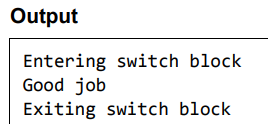 Output
Entering switch block
Good job
Exiting switch block